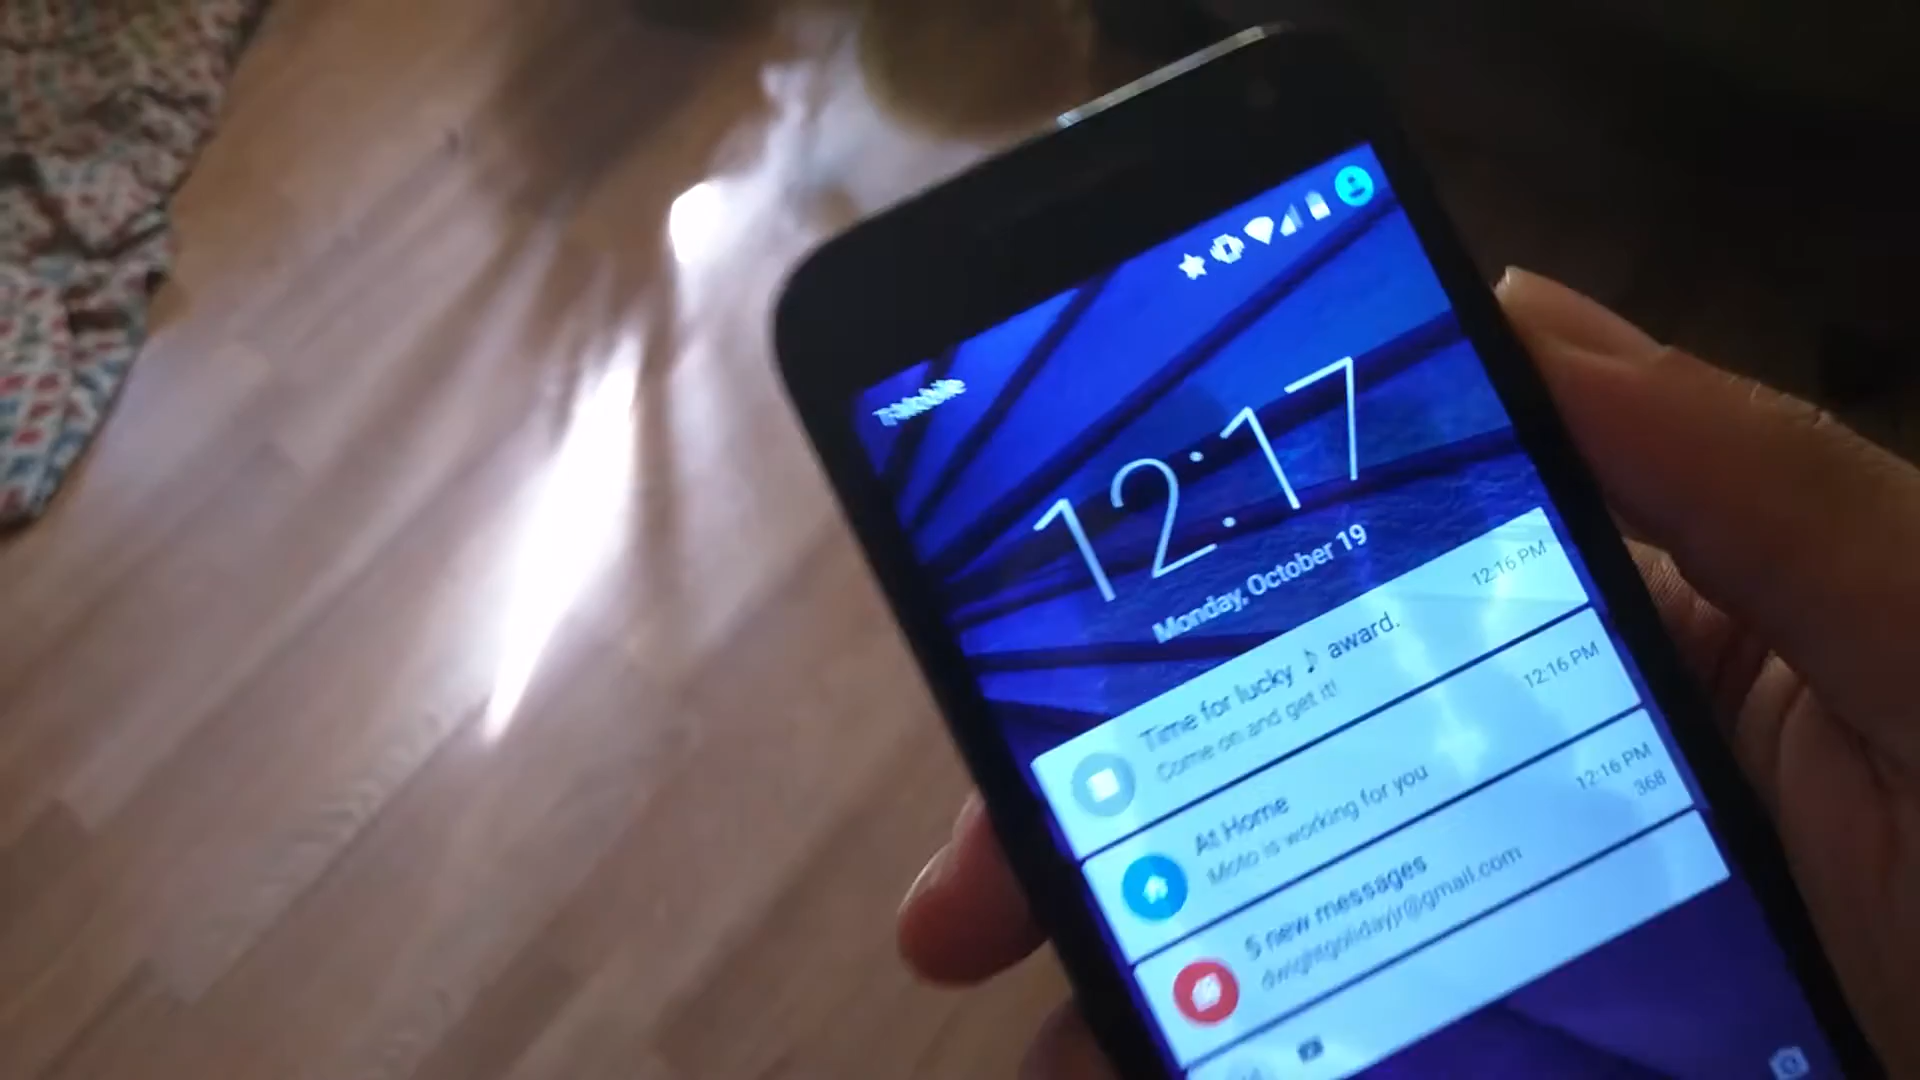 T-Mobile
12:17
Monday, October 19
Time for lucky ♪ award.
12:16 PM
Come on and get it!
At Home
12:16 PM
Moto is working for you
5 new messages
12:16 PM
368